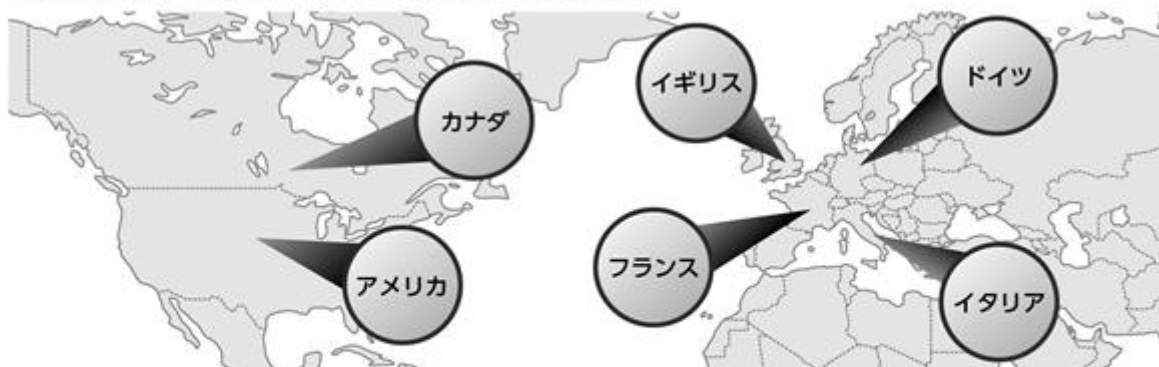 カナダ
アメリカ
イギリス
ドイツ
フランス
イタリア